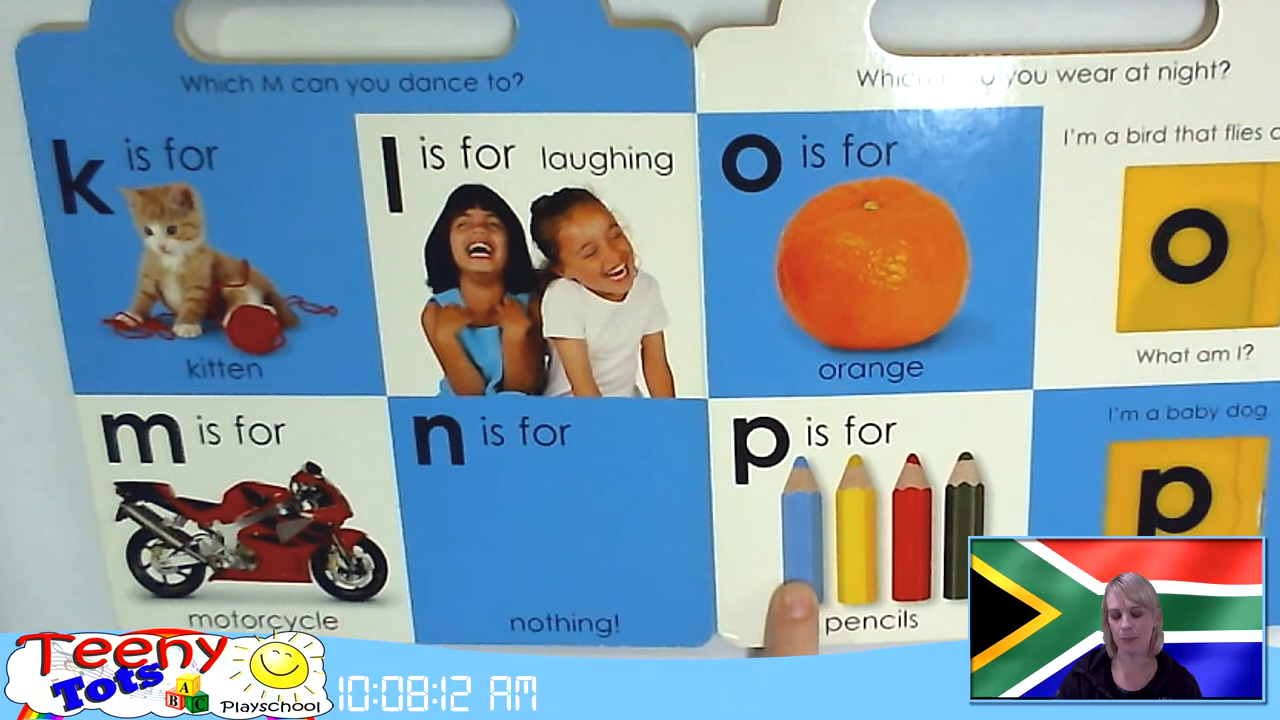 Which M can you dance to?
k is for
kitten
l is for laughing
m is for
motorcycle
n is for
nothing!
Which you wear at night?
o is for
orange
I'm a bird that flies
o
What am I?
p is for
pencils
I'm a baby dog.
p
Teeny
Tots
A
B C
Playschool
10:08:12 AM